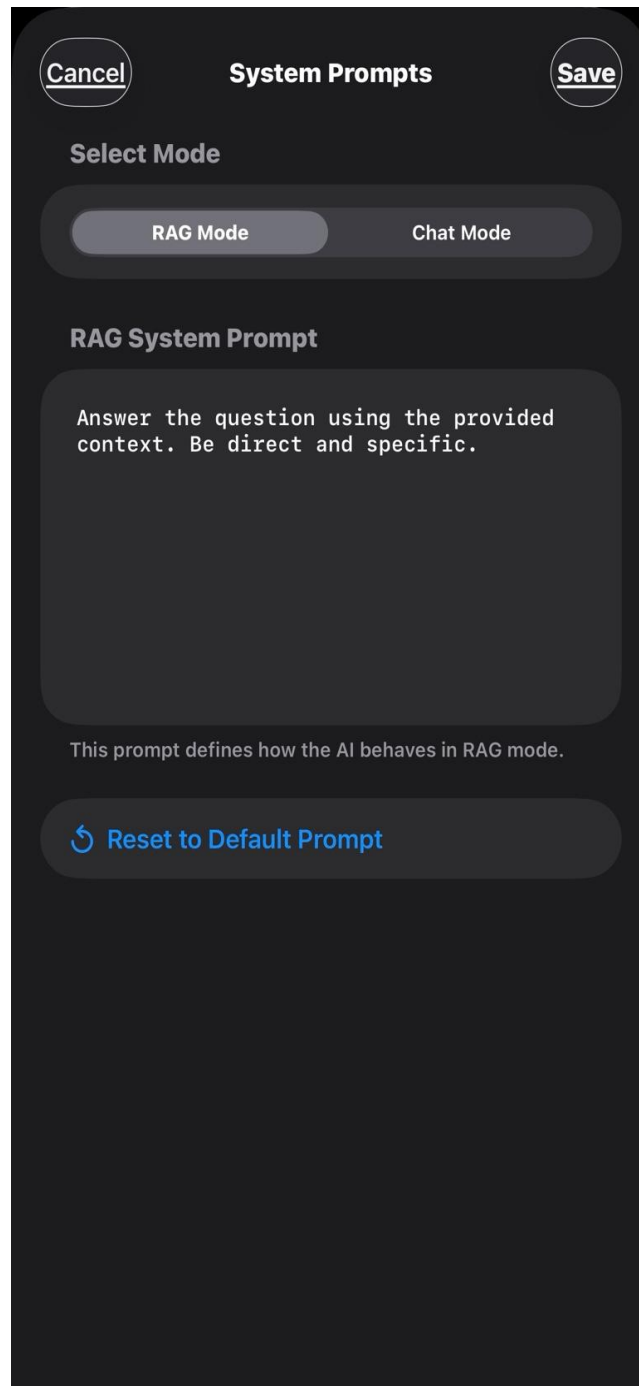 Cancel
System Prompts
Save
Select Mode
RAG Mode
Chat Mode
RAG System Prompt
Answer the question using the provided
context. Be direct and specific.
This prompt defines how the AI behaves in RAG mode.
Reset to Default Prompt